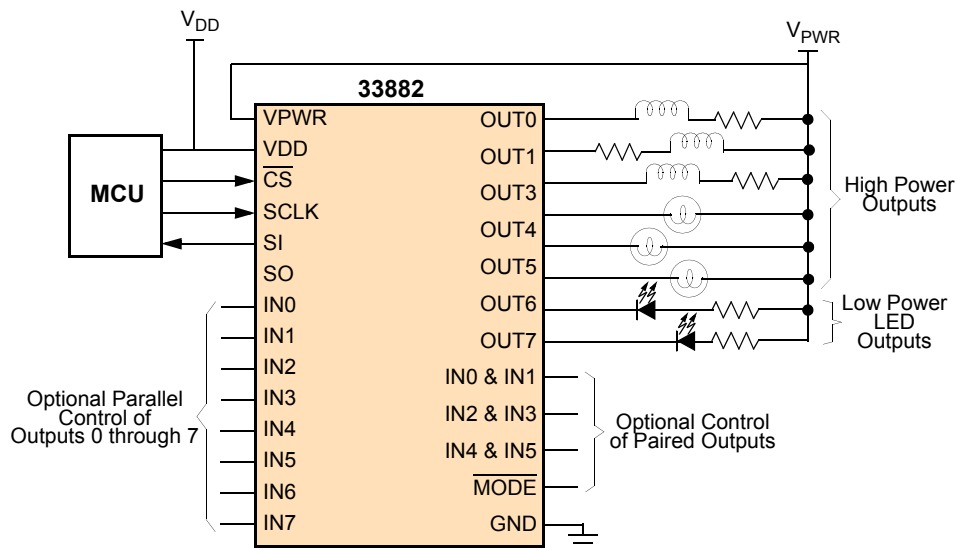 VDD
VPWR
33882
MCU
VPWR
VDD
CS
SCLK
SI
SO
IN0
IN1
IN2
IN3
IN4
IN5
IN6
IN7
OUT0
OUT1
OUT3
OUT4
OUT5
OUT6
OUT7
IN0 & IN1
IN2 & IN3
IN4 & IN5
MODE
GND
High Power
Outputs
Low Power
LED
Outputs
Optional Parallel
Control of
Outputs 0 through 7
Optional Control
of Paired Outputs